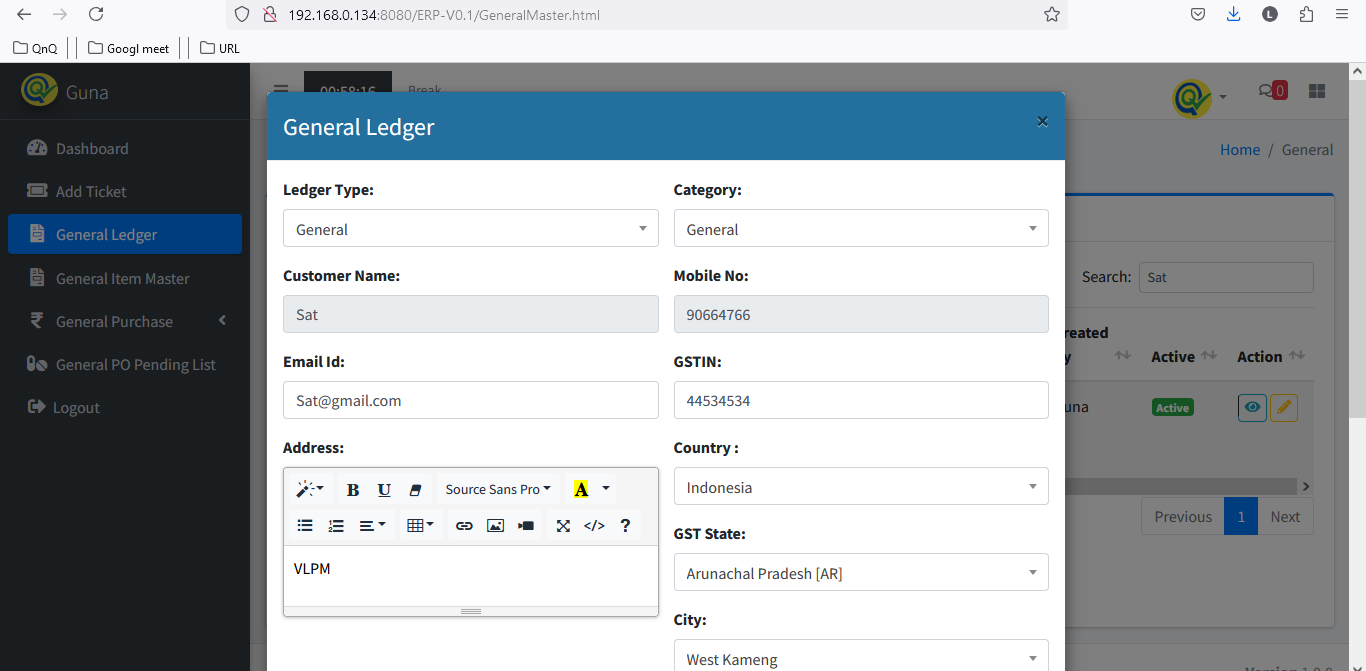 192.168.0.134:8080/ERP-V0.1/GeneralMaster.html
L
QnQ
Googl meet
URL
Guna
00:58:16
Break
0
General Ledger
×
Home / General
Dashboard
Add Ticket
General Ledger
General Item Master
General Purchase
General PO Pending List
Logout
Ledger Type:
Category:
General
General
Customer Name:
Mobile No:
Sat
90664766
Email Id:
GSTIN:
Sat@gmail.com
44534534
Address:
Country :
B U Source Sans Pro A
</> ?
VLPM
Indonesia
GST State:
Arunachal Pradesh [AR]
City:
West Kameng
Search: Sat
reated
y Active Action
una Active
Previous 1 Next